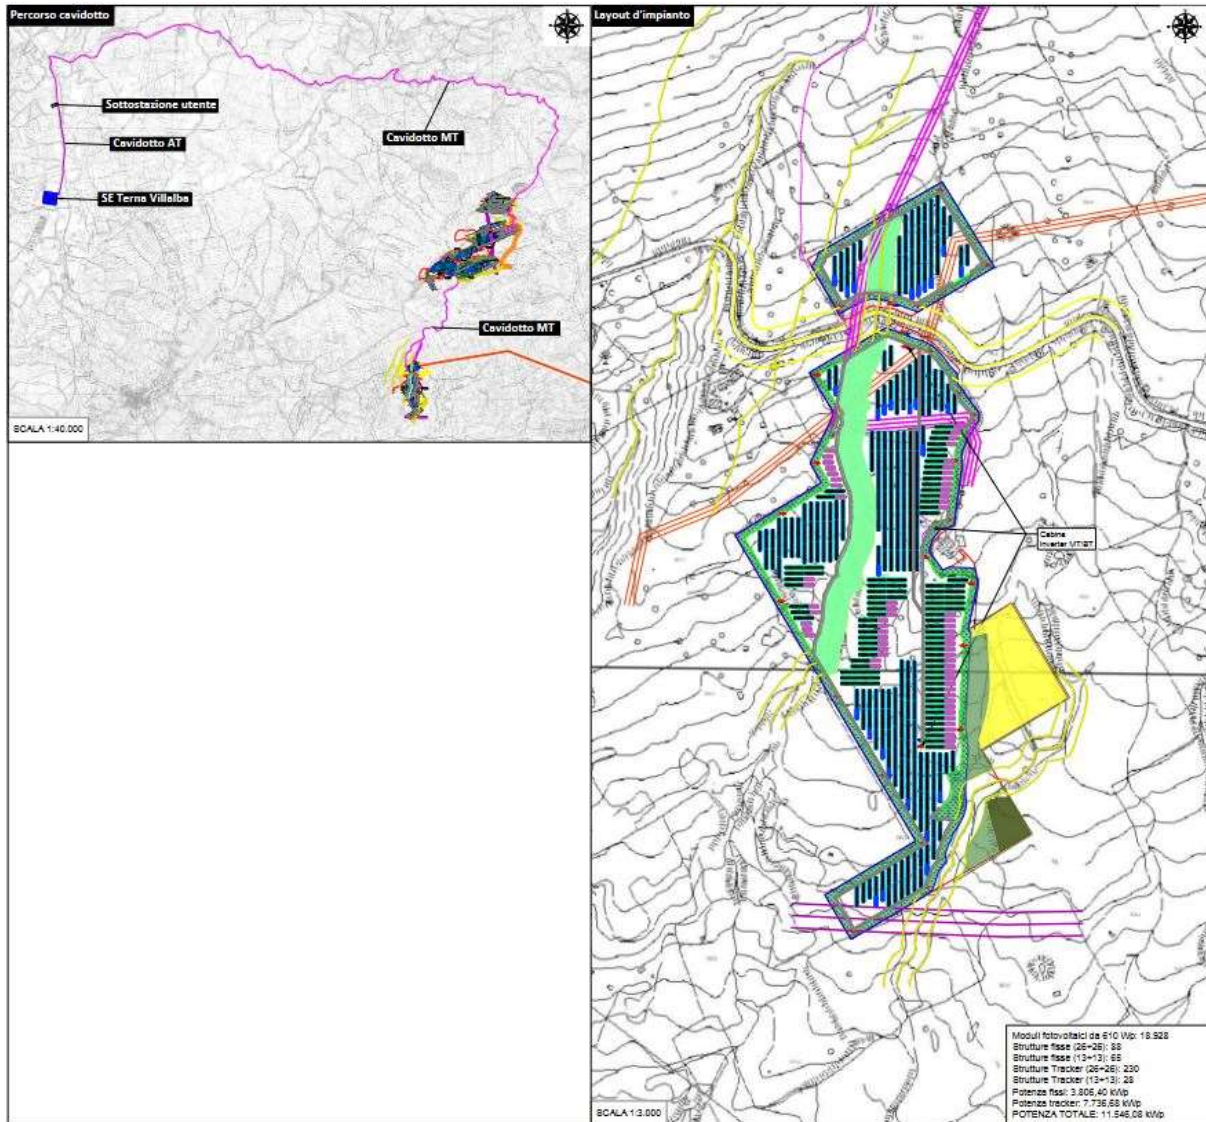 Percorso cavidotto
Sottostazione utente
Cavidotto MT
Cavidotto AT
SE Terna Villalba
Cavidotto MT
SCALA 1:40.000
Layout d'impianto
Cabina
Inverter MT/BT
Moduli fotovoltaici da 610 Wp: 18.928
Strutture fisse (26+26): 88
Strutture fisse (13+13): 64
Strutture Tracker (26+26): 230
Strutture Tracker (13+13): 28
Potenza fissi: 3.806,40 kWp
Potenza tracker: 7.739,68 kWp
POTENZA TOTALE: 11.546,08 kWp
SCALA 1:3.000